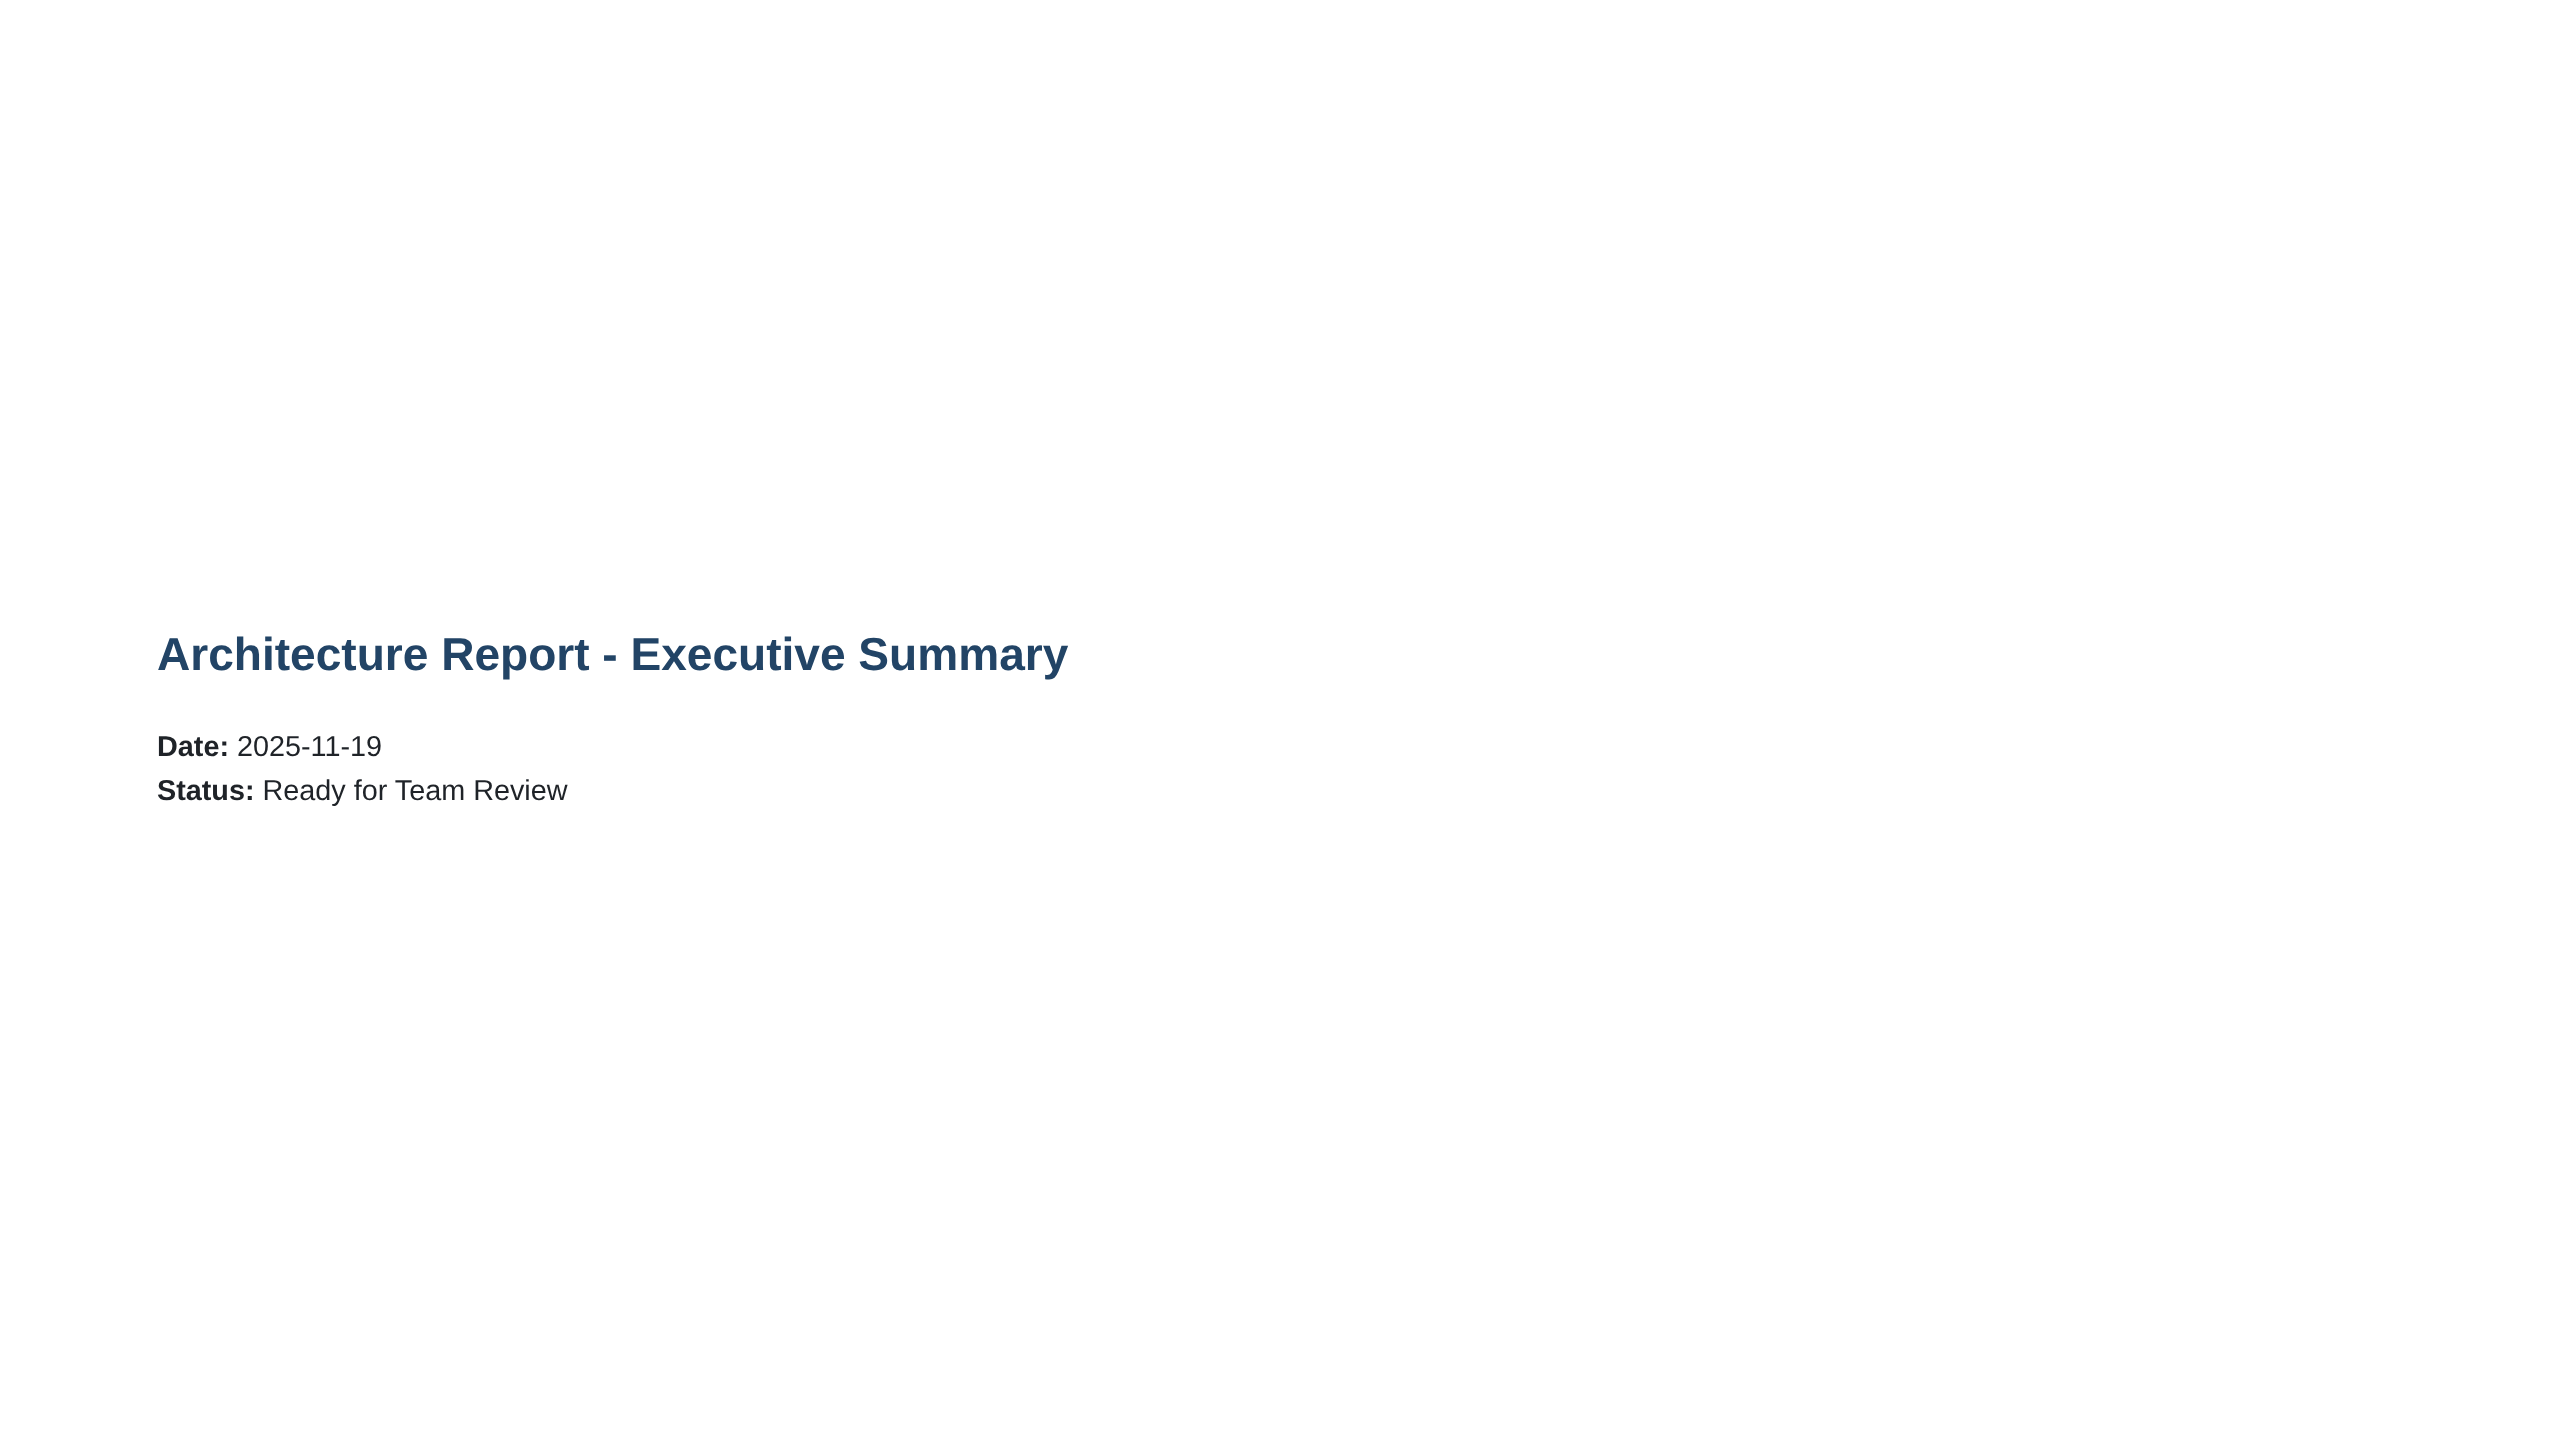 Architecture Report - Executive Summary
Date: 2025-11-19
Status: Ready for Team Review